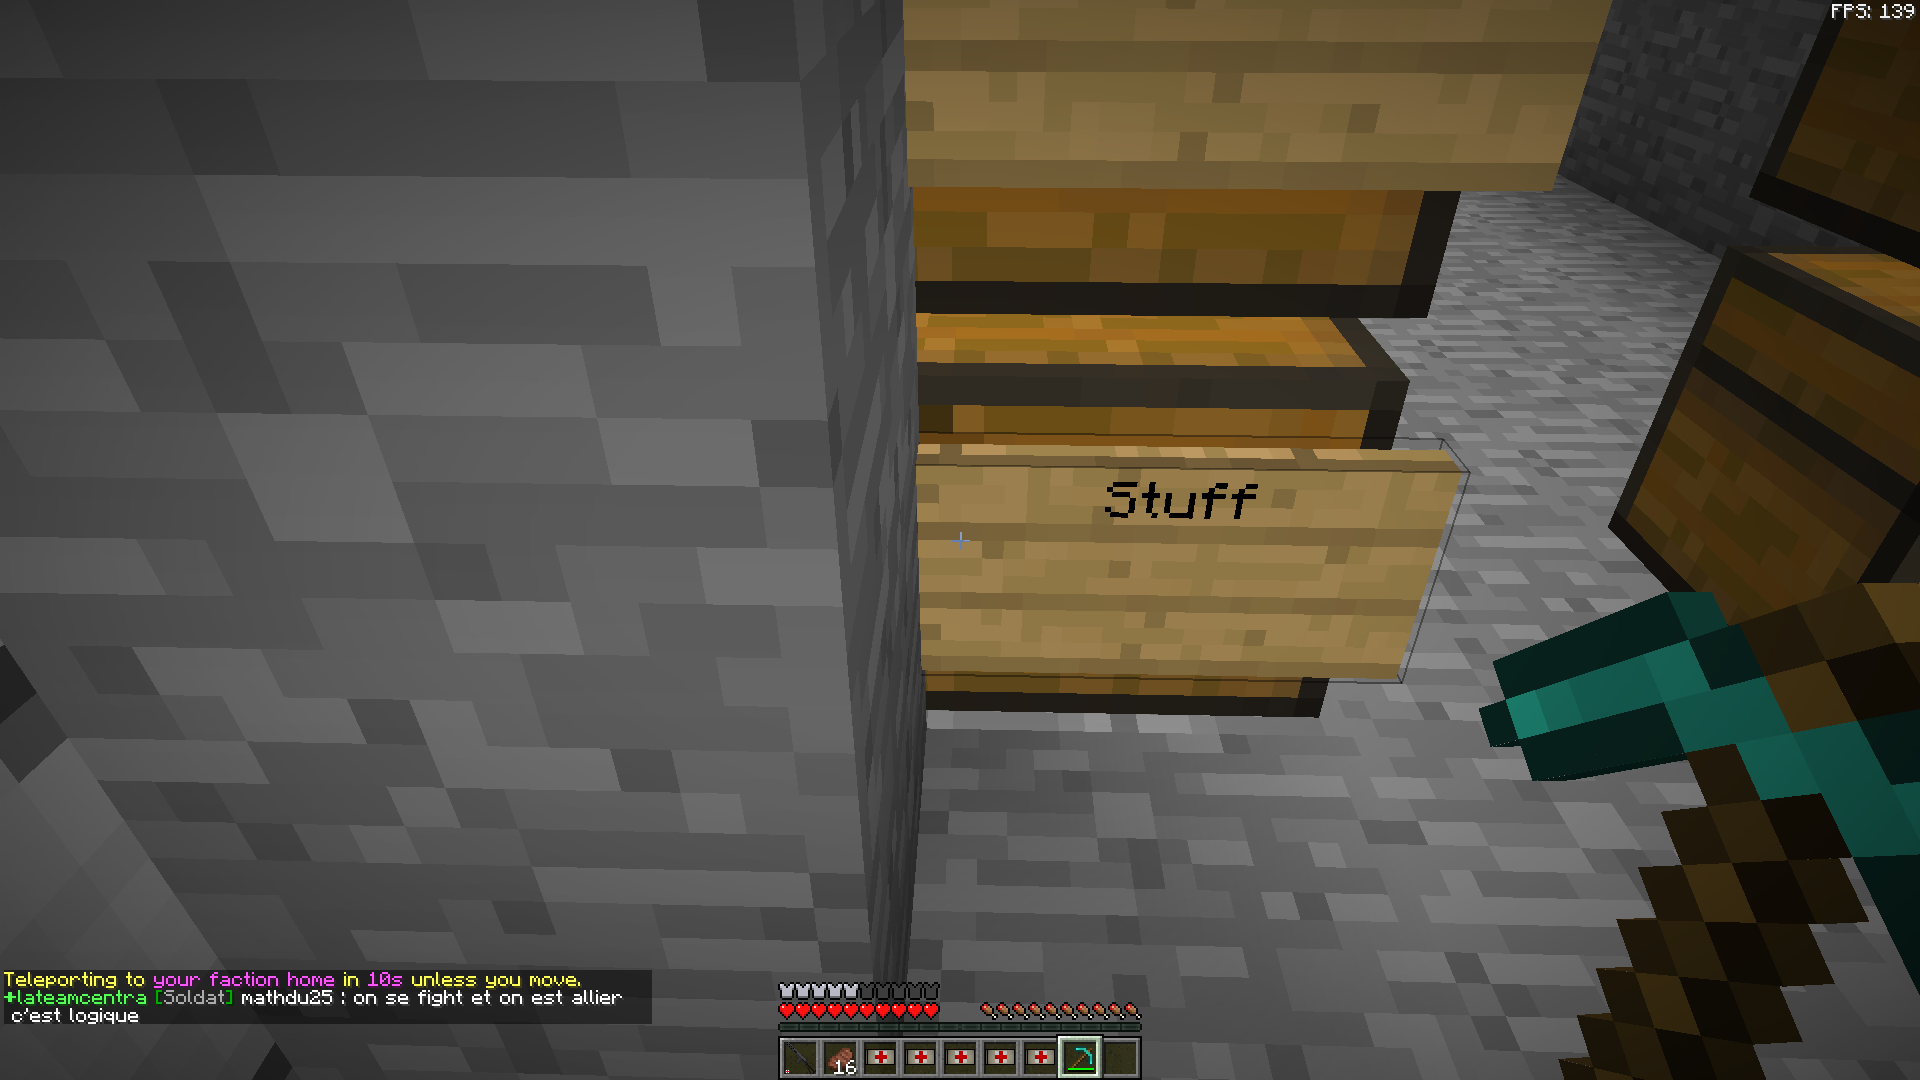 FPS: 139
Stuff
Teleporting to your faction home in 10s unless you move.
+lateamcentra [Soldat] mathdu25 : on se fight et on est allier
c'est logique
16